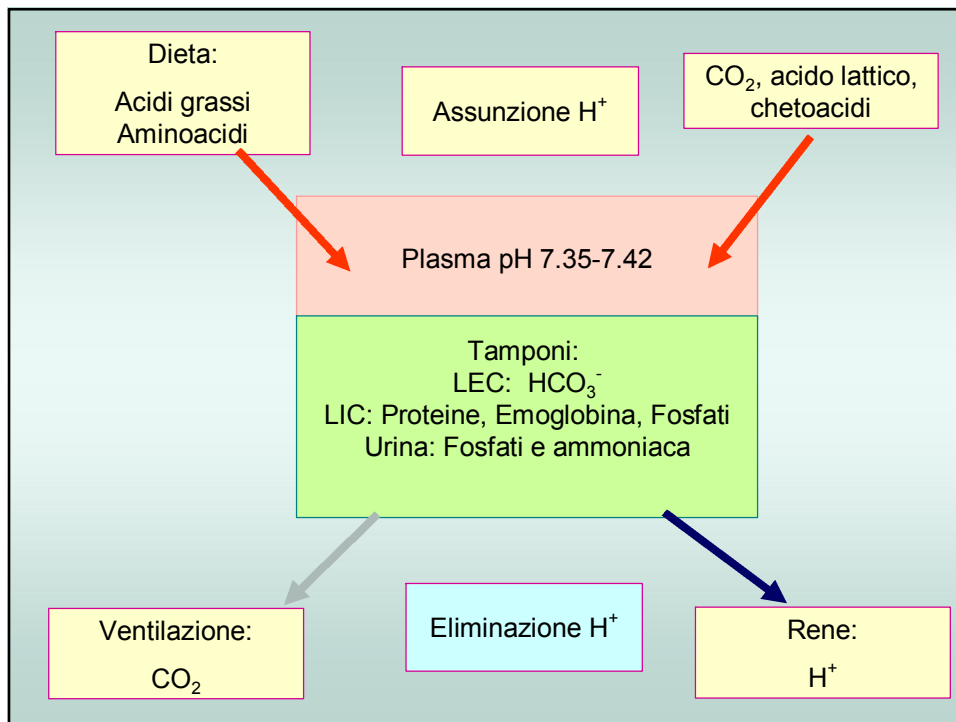 Dieta:
Acidi grassi
Aminoacidi
Assunzione H⁺
CO₂, acido lattico,
chetoacidi
Plasma pH 7.35-7.42
Tamponi:
LEC: HCO₃⁻
LIC: Proteine, Emoglobina, Fosfati
Urina: Fosfati e ammoniaca
Ventilazione:
CO₂
Eliminazione H⁺
Rene:
H⁺